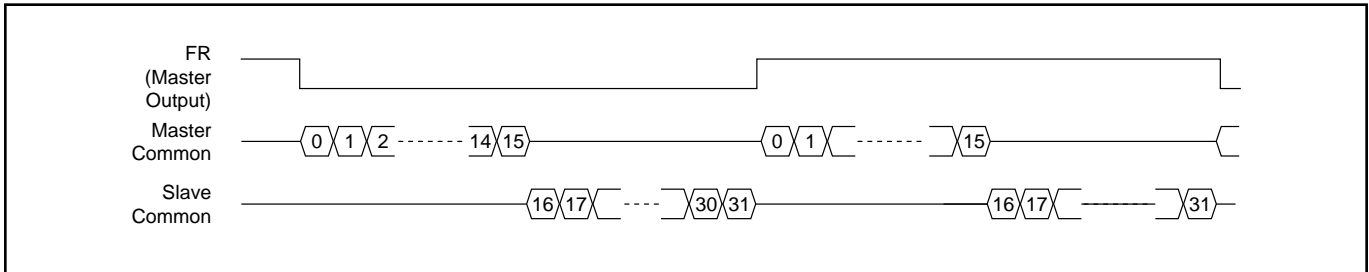 FR
(Master
Output)
Master
Common
0 1 2 14 15 0 1 15
Slave
Common
16 17 30 31 16 17 31